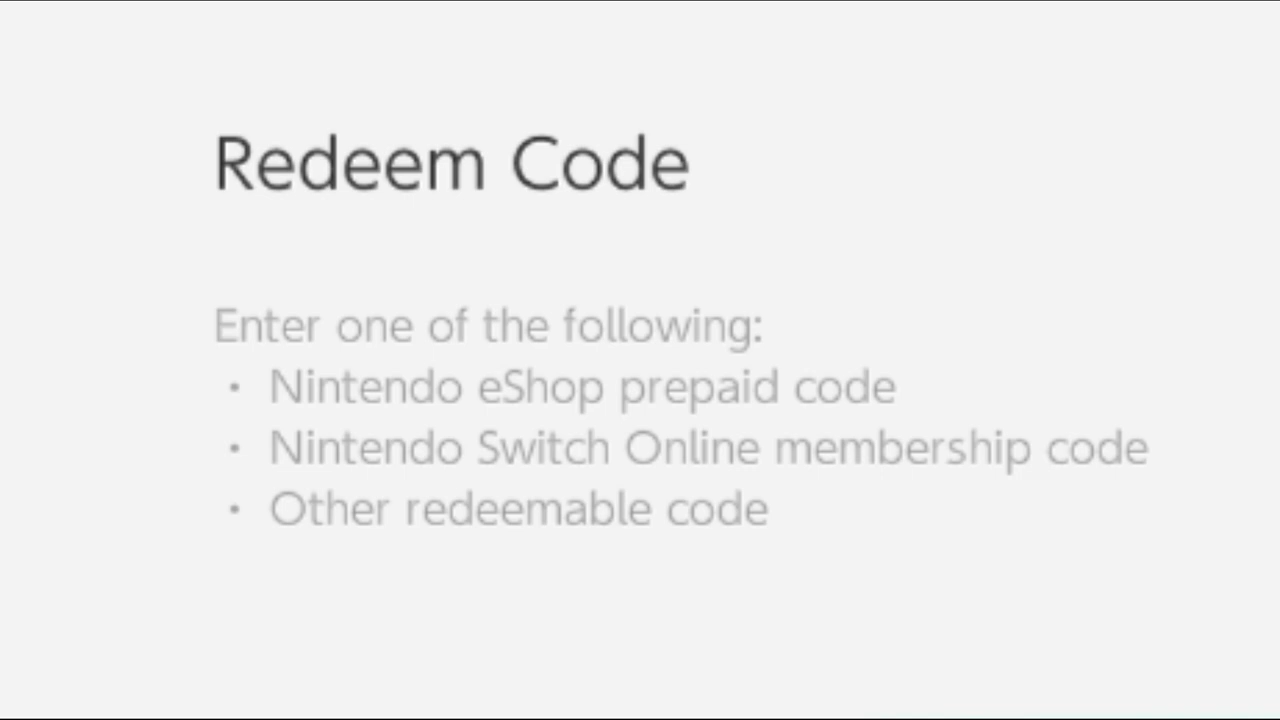 Redeem Code
Enter one of the following:
・ Nintendo eShop prepaid code
・ Nintendo Switch Online membership code
・ Other redeemable code